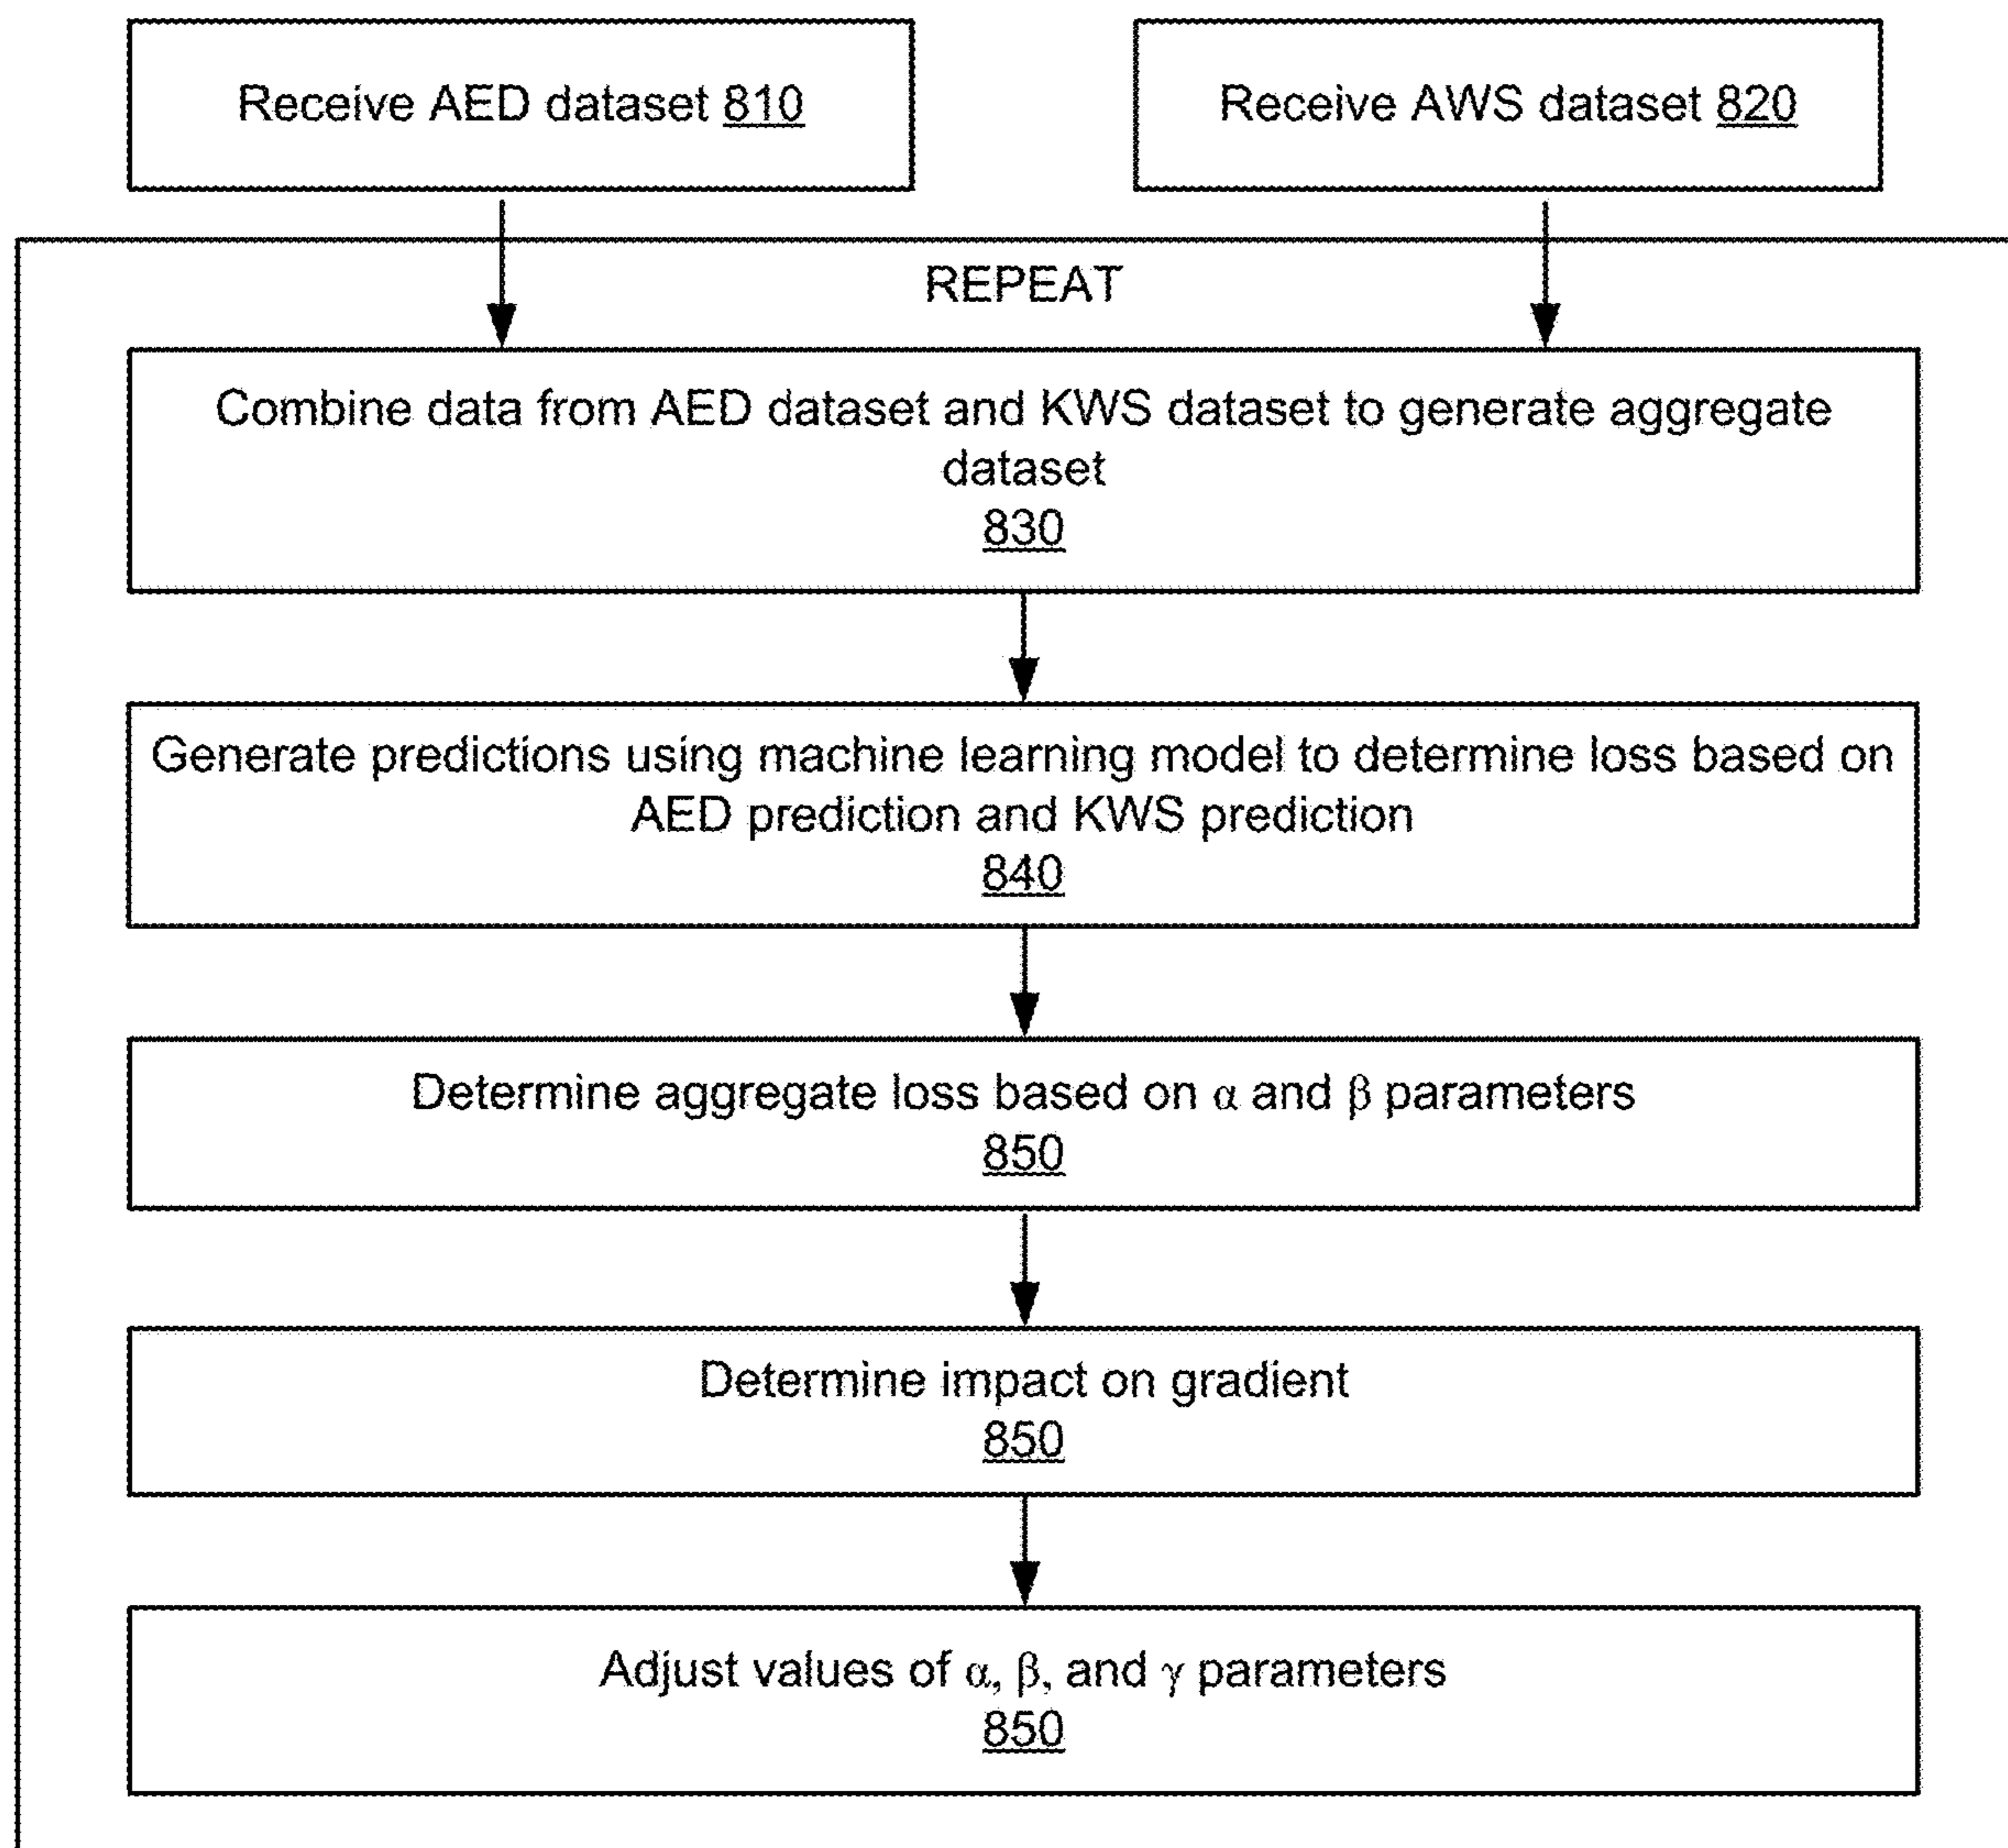 Receive AED dataset 810
Receive AWS dataset 820
REPEAT
Combine data from AED dataset and KWS dataset to generate aggregate
dataset
830
Generate predictions using machine learning model to determine loss based on
AED prediction and KWS prediction
840
Determine aggregate loss based on α and β parameters
850
Determine impact on gradient
850
Adjust values of α, β, and γ parameters
850